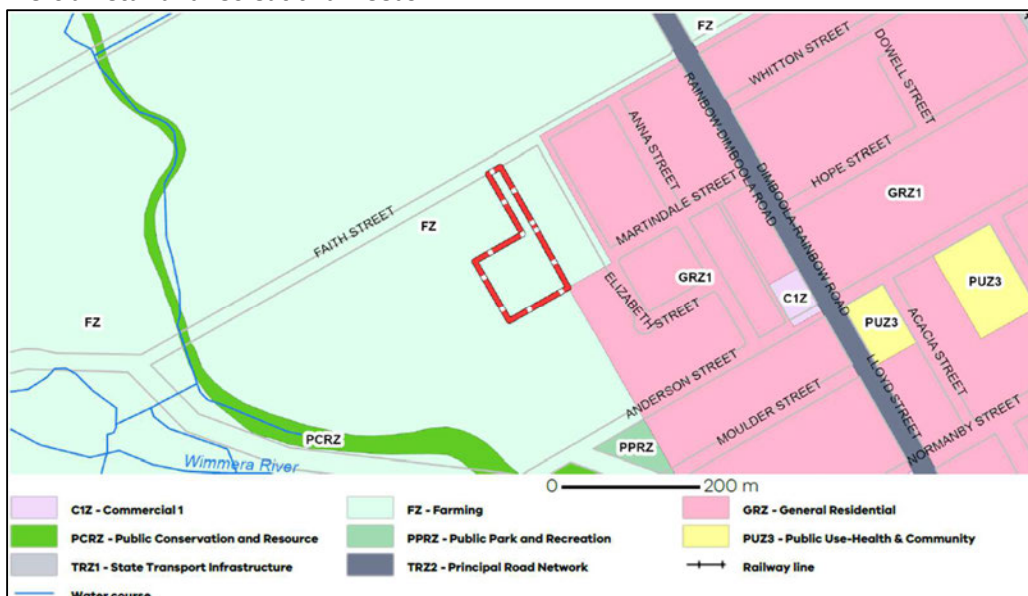 FZ
WHITTON STREET
DOWELL STREET
RAINBOW-DIMBOOLA ROAD
ANNA STREET
DIMBOOLA-RAINBOW ROAD
HOPE STREET
GRZ1
MARTINDALE STREET
FAITH STREET
FZ
GRZ1
ELIZABETH STREET
C1Z
PUZ3
PUZ3
FZ
ACACIA STREET
ANDERSON STREET
LLOYD STREET
MOULDER STREET
NORMANBY STREET
PCRZ
PPRZ
Wimmera River
0 200 m
C1Z - Commercial 1
FZ - Farming
GRZ - General Residential
PCRZ - Public Conservation and Resource
PPRZ - Public Park and Recreation
PUZ3 - Public Use-Health & Community
TRZ1 - State Transport Infrastructure
TRZ2 - Principal Road Network
Railway line
Water course